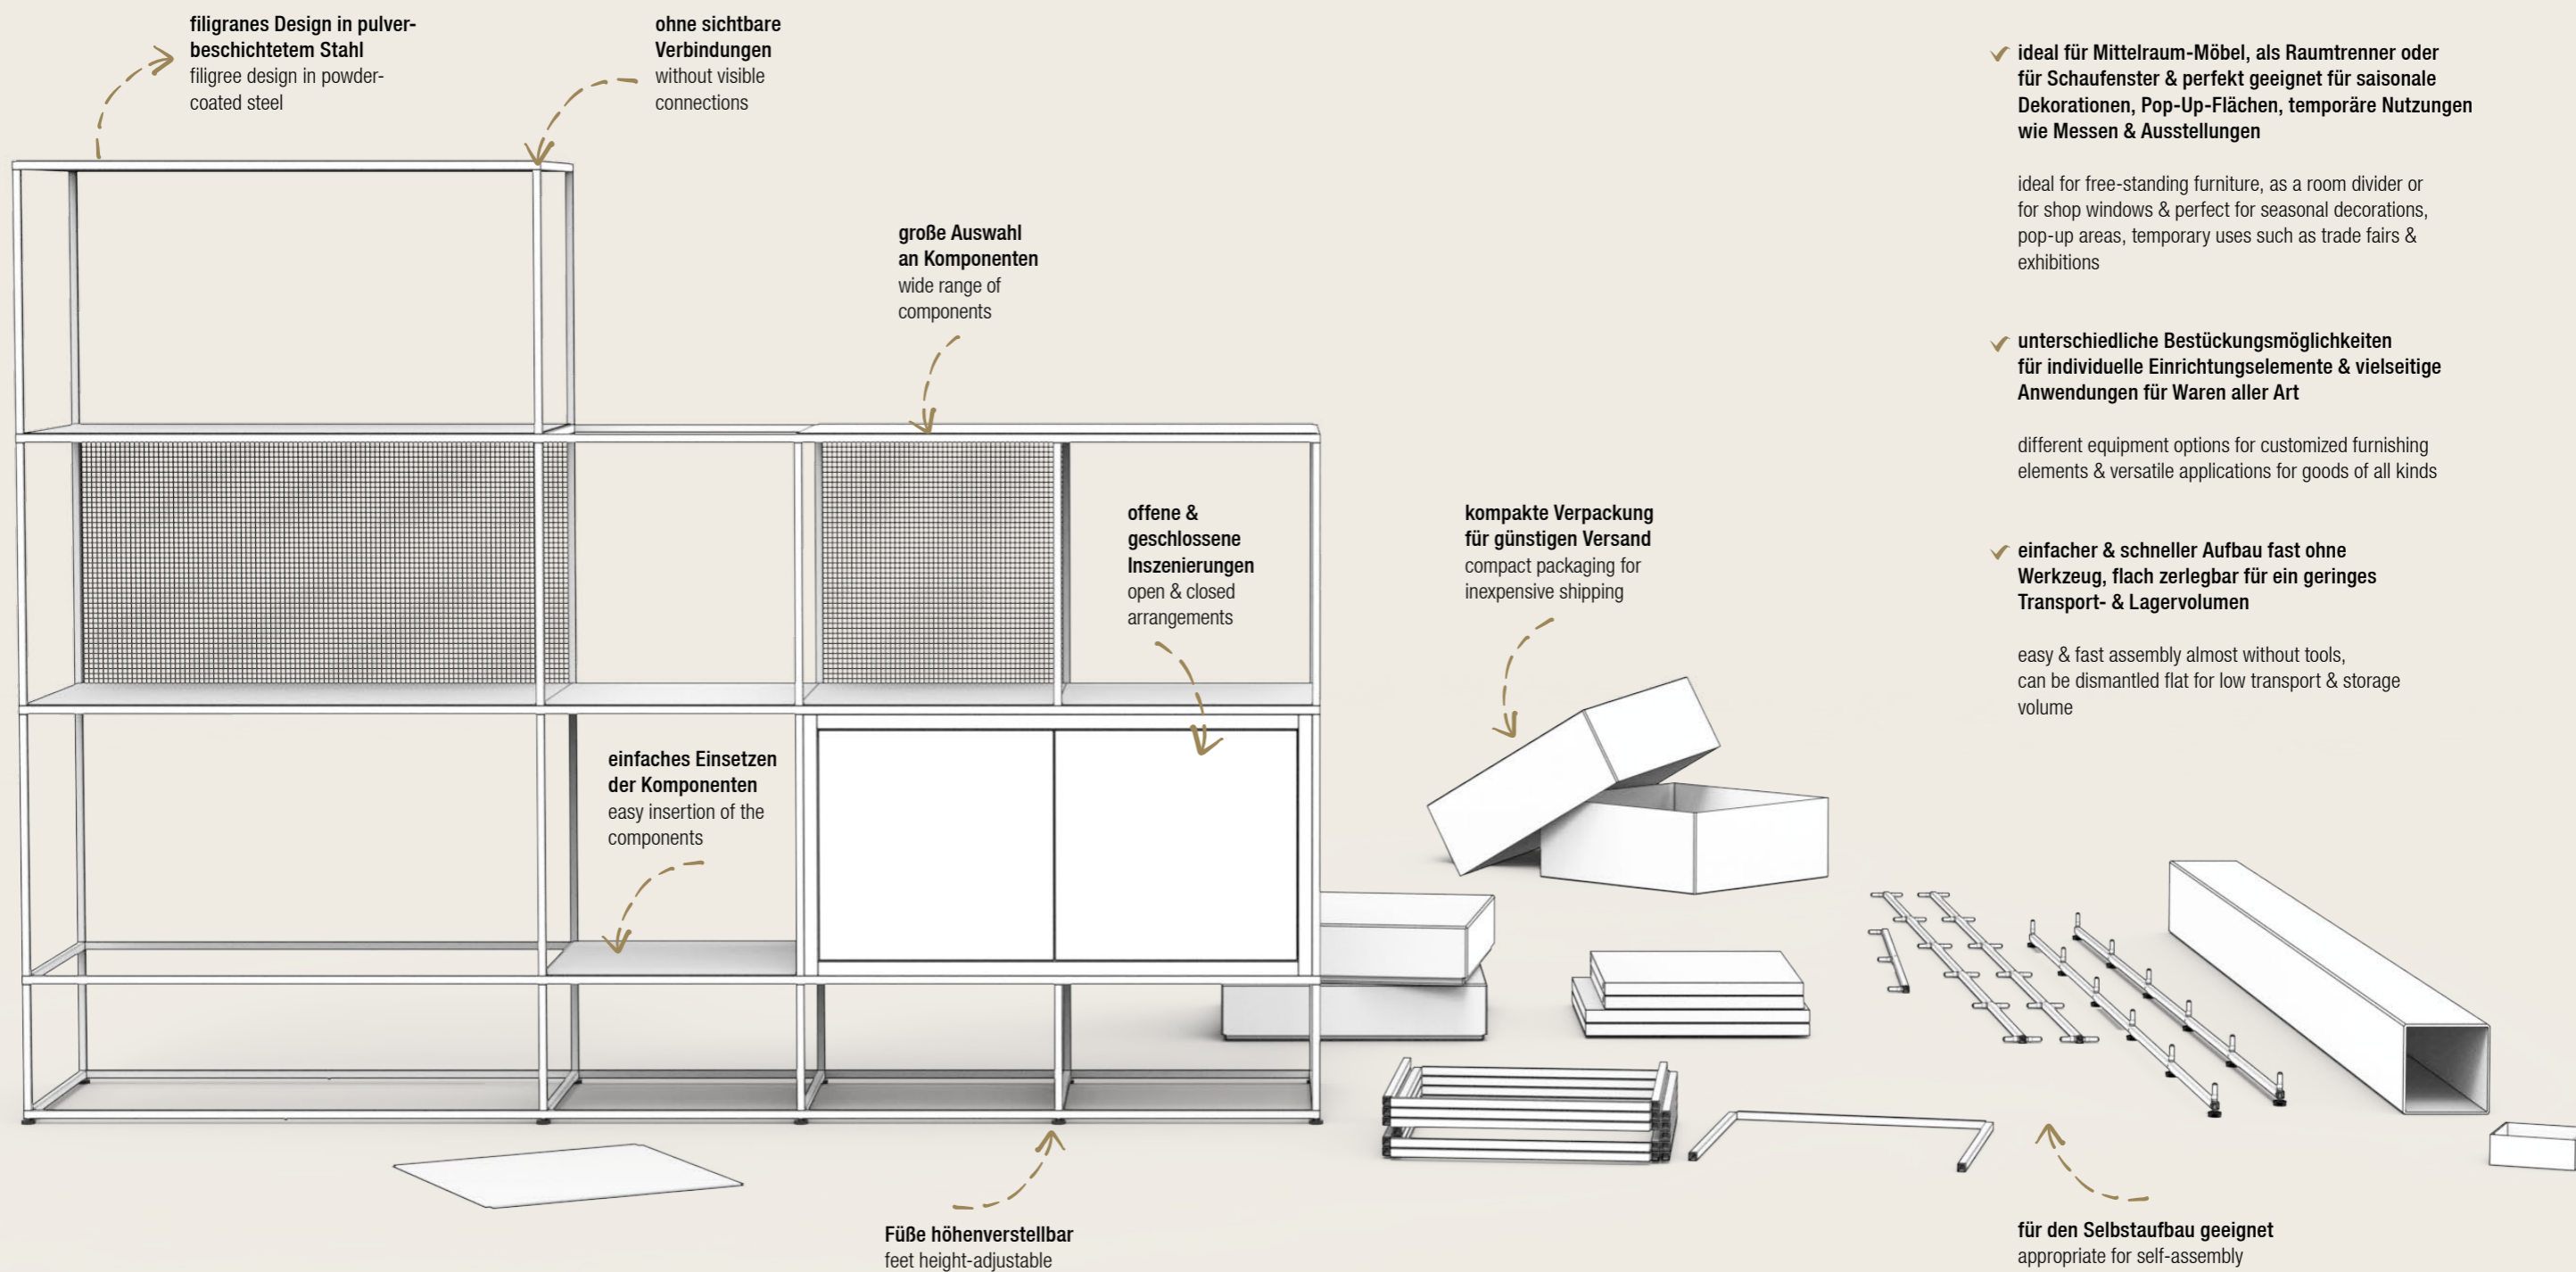 filigranes Design in pulver-
beschichtetem Stahl
filigree design in powder-
coated steel
ohne sichtbare
Verbindungen
without visible
connections
große Auswahl
an Komponenten
wide range of
components
offene &
geschlossene
Inszenierungen
open & closed
arrangements
einfaches Einsetzen
der Komponenten
easy insertion of the
components
kompakte Verpackung
für günstigen Versand
compact packaging for
inexpensive shipping
Füße höhenverstellbar
feet height-adjustable
ideal für Mittelraum-Möbel, als Raumtrenner oder
für Schaufenster & perfekt geeignet für saisonale
Dekorationen, Pop-Up-Flächen, temporäre Nutzungen
wie Messen & Ausstellungen
ideal for free-standing furniture, as a room divider or
for shop windows & perfect for seasonal decorations,
pop-up areas, temporary uses such as trade fairs &
exhibitions
unterschiedliche Bestückungsmöglichkeiten
für individuelle Einrichtungselemente & vielseitige
Anwendungen für Waren aller Art
different equipment options for customized furnishing
elements & versatile applications for goods of all kinds
einfacher & schneller Aufbau fast ohne
Werkzeug, flach zerlegbar für ein geringes
Transport- & Lagervolumen
easy & fast assembly almost without tools,
can be dismantled flat for low transport & storage
volume
für den Selbstaufbau geeignet
appropriate for self-assembly